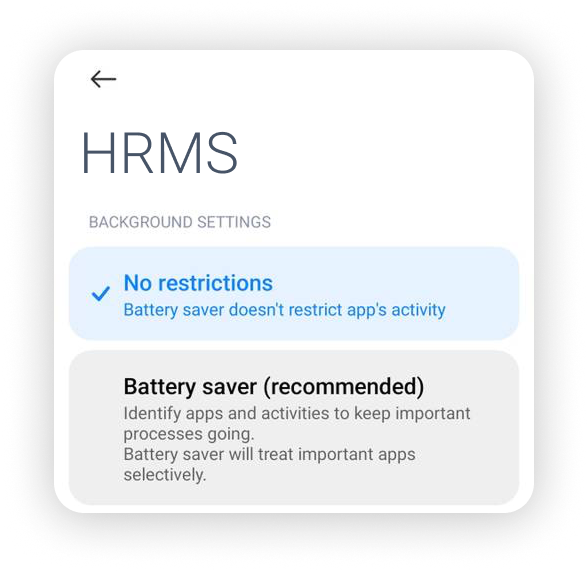 HRMS
BACKGROUND SETTINGS
No restrictions
Battery saver doesn't restrict app's activity
Battery saver (recommended)
Identify apps and activities to keep important
processes going.
Battery saver will treat important apps
selectively.